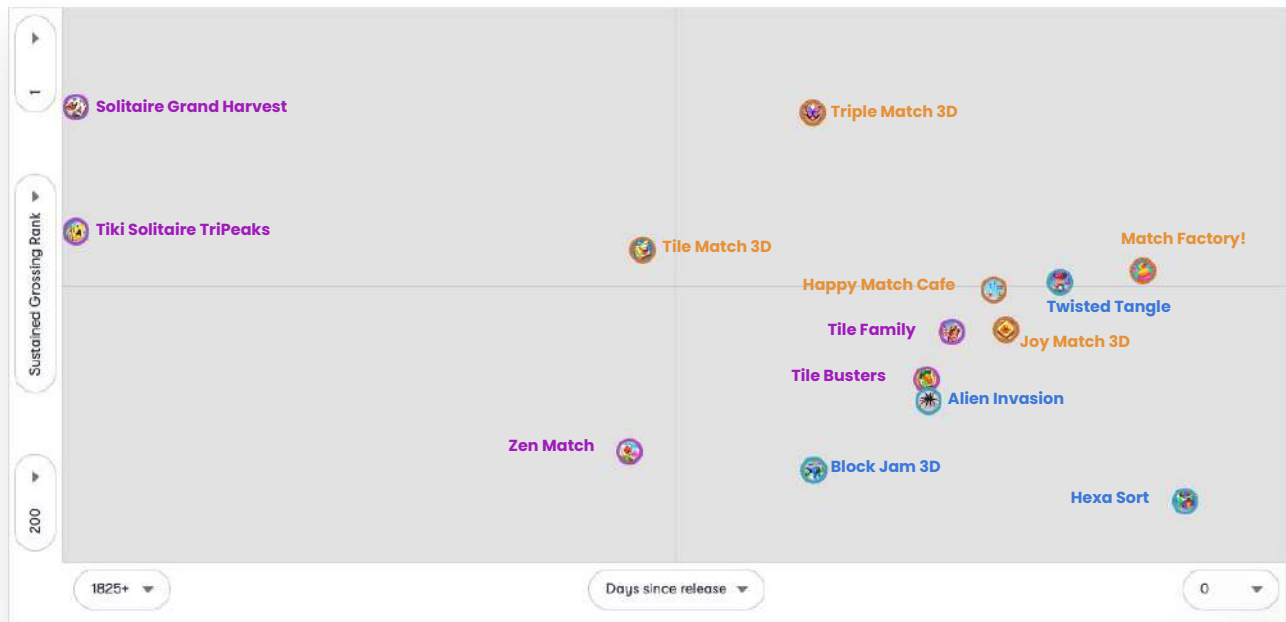 1
Solitaire Grand Harvest
Triple Match 3D
Sustained Grossing Rank
Tiki Solitaire TriPeaks
Tile Match 3D
Match Factory!
Happy Match Cafe
Twisted Tangle
Tile Family
Joy Match 3D
Tile Busters
Alien Invasion
Zen Match
Block Jam 3D
Hexa Sort
200
1825+
Days since release
0